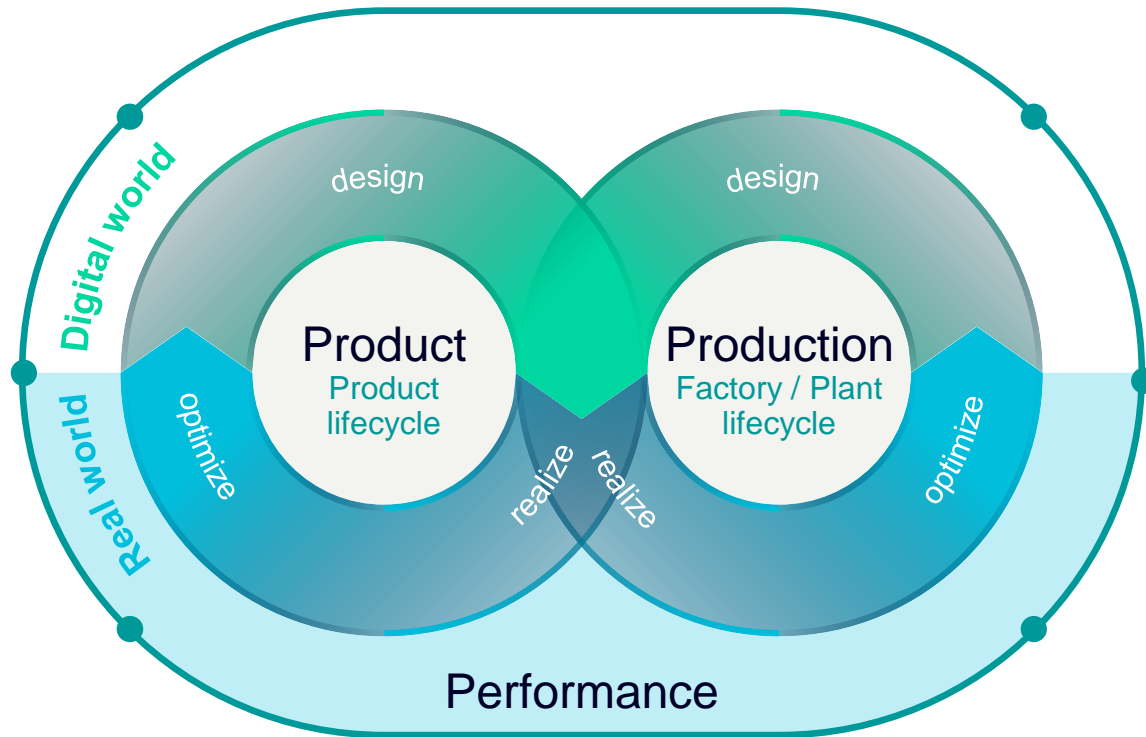 Digital world
Real world
design
design
Product
Product
lifecycle
Production
Factory / Plant
lifecycle
optimize
realize
realize
optimize
Performance